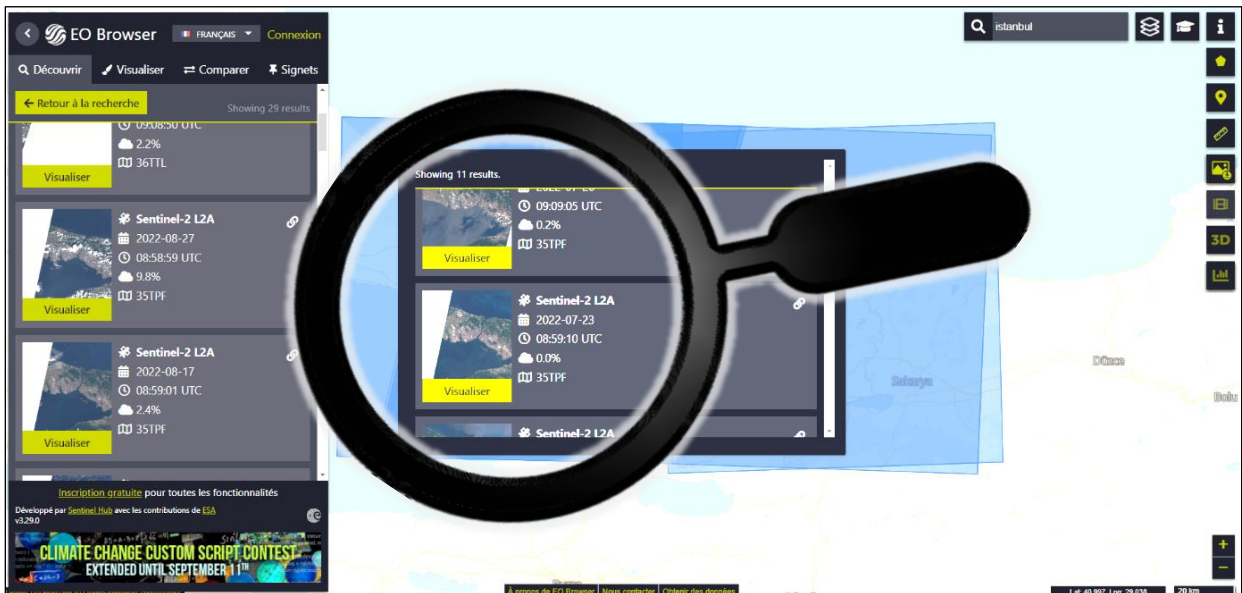 EO Browser
FRANÇAIS
Connexion
Découvrir
Visualiser
Comparer
Signets
Retour à la recherche
Showing 29 results
09:08:50 UTC
2.2%
36TTL
Visualiser
Sentinel-2 L2A
2022-08-27
08:58:59 UTC
9.8%
35TPF
Visualiser
Sentinel-2 L2A
2022-08-17
08:59:01 UTC
2.4%
35TPF
Visualiser
Inscription gratuite pour toutes les fonctionnalités
Développé par Sentinel Hub avec les contributions de ESA
v3.29.0
CLIMATE CHANGE CUSTOM SCRIPT CONTEST
EXTENDED UNTIL SEPTEMBER 11TH
Showing 11 results.
09:09:05 UTC
0.2%
35TPF
Visualiser
Sentinel-2 L2A
2022-07-23
08:59:10 UTC
0.0%
35TPF
Visualiser
Sentinel-2 L2A
istanbul
3D
Sakarya
Düzce
Bolu
À propos de EO Browser
Nous contacter
Obtenir des données
Lat: 40.997, Lng: 29.038
20 km